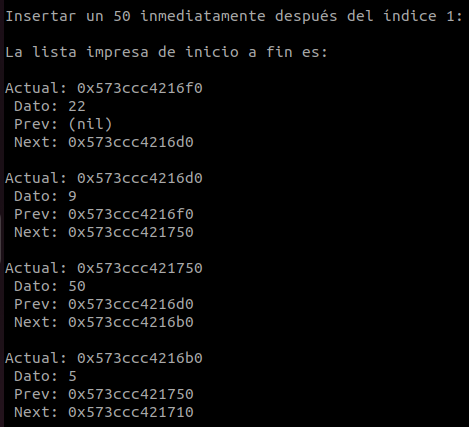 Insertar un 50 inmediatamente después del índice 1:
La lista impresa de inicio a fin es:
Actual: 0x573ccc4216f0
Dato: 22
Prev: (nil)
Next: 0x573ccc4216d0
Actual: 0x573ccc4216d0
Dato: 9
Prev: 0x573ccc4216f0
Next: 0x573ccc421750
Actual: 0x573ccc421750
Dato: 50
Prev: 0x573ccc4216d0
Next: 0x573ccc4216b0
Actual: 0x573ccc4216b0
Dato: 5
Prev: 0x573ccc421750
Next: 0x573ccc421710